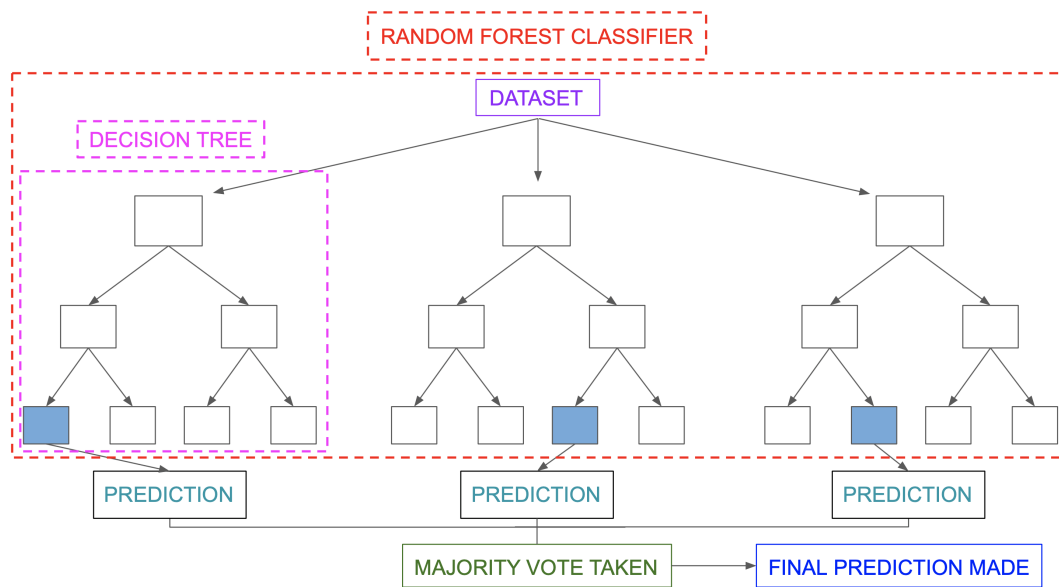 RANDOM FOREST CLASSIFIER
DATASET
DECISION TREE
PREDICTION
PREDICTION
PREDICTION
MAJORITY VOTE TAKEN
FINAL PREDICTION MADE